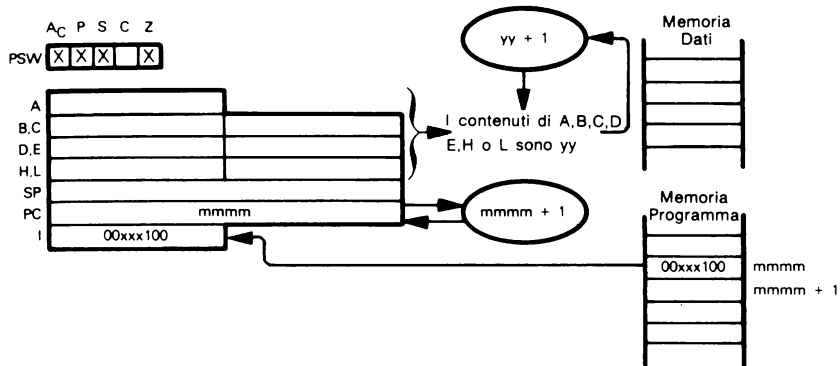 AC P S C Z
PSW X X X X
A
B,C
D,E
H,L
SP
PC mmmm
I 00xxx100
yy + 1
I contenuti di A,B,C,D
E,H o L sono yy
mmmm + 1
Memoria
Dati
Memoria
Programma
00xxx100 mmmm
mmmm + 1